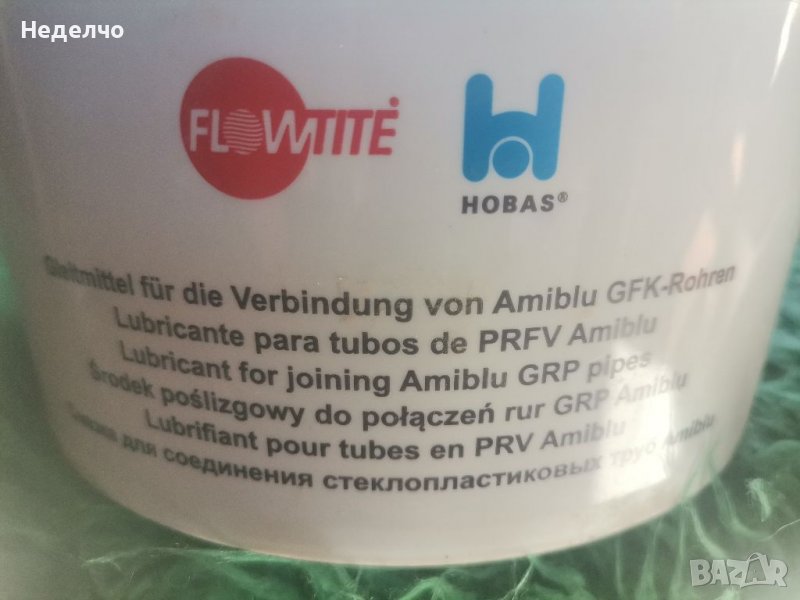 Неделчо
FLOWTITE
HOBAS®
Gleitmittel für die Verbindung von Amiblu GFK-Rohren
Lubricante para tubos de PRFV Amiblu
Lubricant for joining Amiblu GRP pipes
Środek poślizgowy do połączeń rur GRP Amiblu
Lubrifiant pour tubes en PRV Amiblu
для соединения стеклопластиковых труб Amiblu
BAZAR